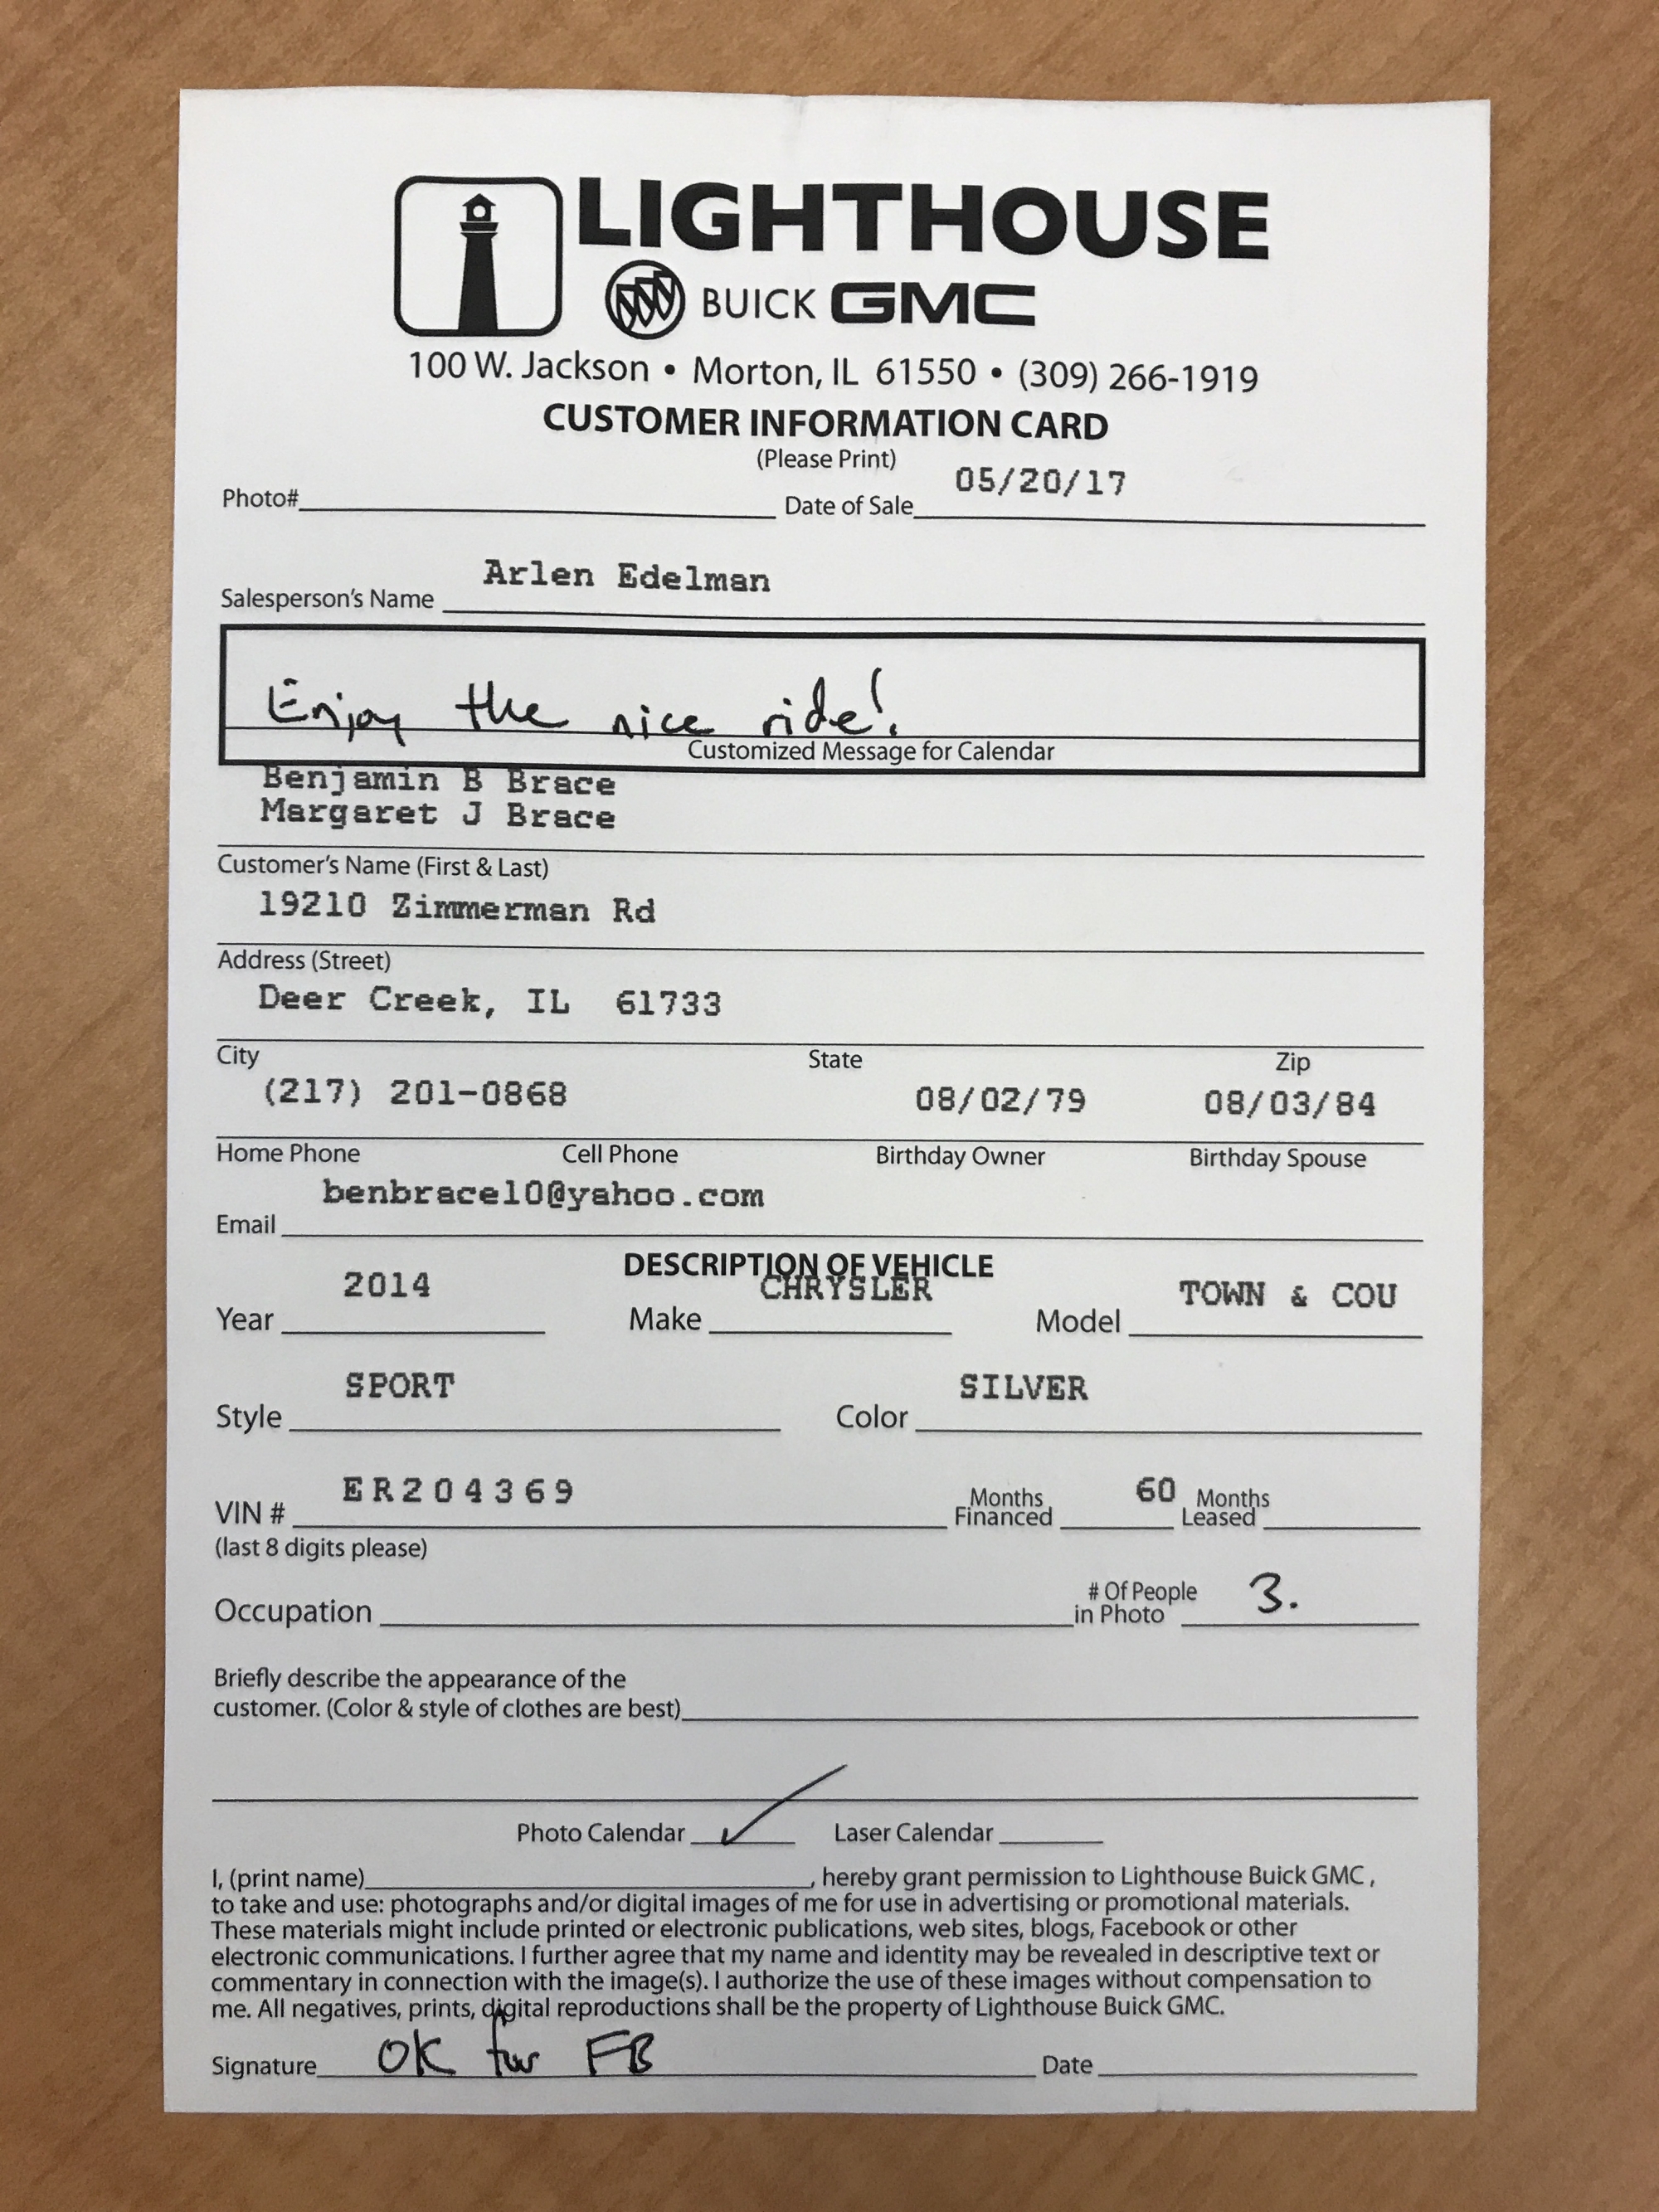 LIGHTHOUSE
BUICK GMC
100 W. Jackson • Morton, IL 61550 • (309) 266-1919
CUSTOMER INFORMATION CARD
(Please Print)
Photo# Date of Sale 05/20/17
Salesperson's Name Arlen Edelman
Enjoy the nice ride!
Customized Message for Calendar
Benjamin B Brace
Margaret J Brace
Customer's Name (First & Last)
19210 Zimmerman Rd
Address (Street)
Deer Creek, IL 61733
City State Zip
(217) 201-0868 08/02/79 08/03/84
Home Phone Cell Phone Birthday Owner Birthday Spouse
Email benbrace10@yahoo.com
DESCRIPTION OF VEHICLE
Year 2014 Make CHRYSLER Model TOWN & COU
Style SPORT Color SILVER
VIN # ER204369 Months Financed 60 Months Leased
(last 8 digits please)
Occupation # Of People in Photo 3.
Briefly describe the appearance of the
customer. (Color & style of clothes are best)
Photo Calendar ✓ Laser Calendar
I, (print name), hereby grant permission to Lighthouse Buick GMC ,
to take and use: photographs and/or digital images of me for use in advertising or promotional materials.
These materials might include printed or electronic publications, web sites, blogs, Facebook or other
electronic communications. I further agree that my name and identity may be revealed in descriptive text or
commentary in connection with the image(s). I authorize the use of these images without compensation to
me. All negatives, prints, digital reproductions shall be the property of Lighthouse Buick GMC.
Signature OK for FB Date